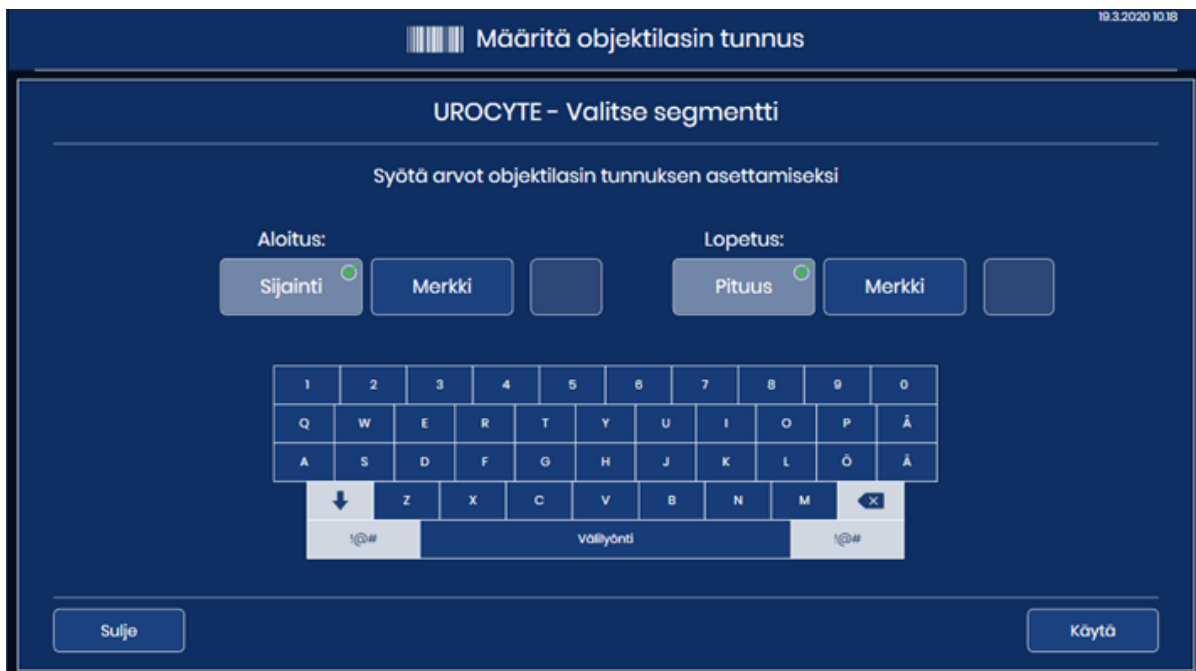 19.3.2020 10.18
Määritä objektilasin tunnus
UROCYTE - Valitse segmentti
Syötä arvot objektilasin tunnuksen asettamiseksi
Aloitus: Lopetus:
Sijainti Merkki Pituus Merkki
1 2 3 4 5 6 7 8 9 0
Q W E R T Y U I O P Å
A S D F G H J K L Ö Ä
Z X C V B N M
!@# Välilyönti !@#
Sulje Käytä